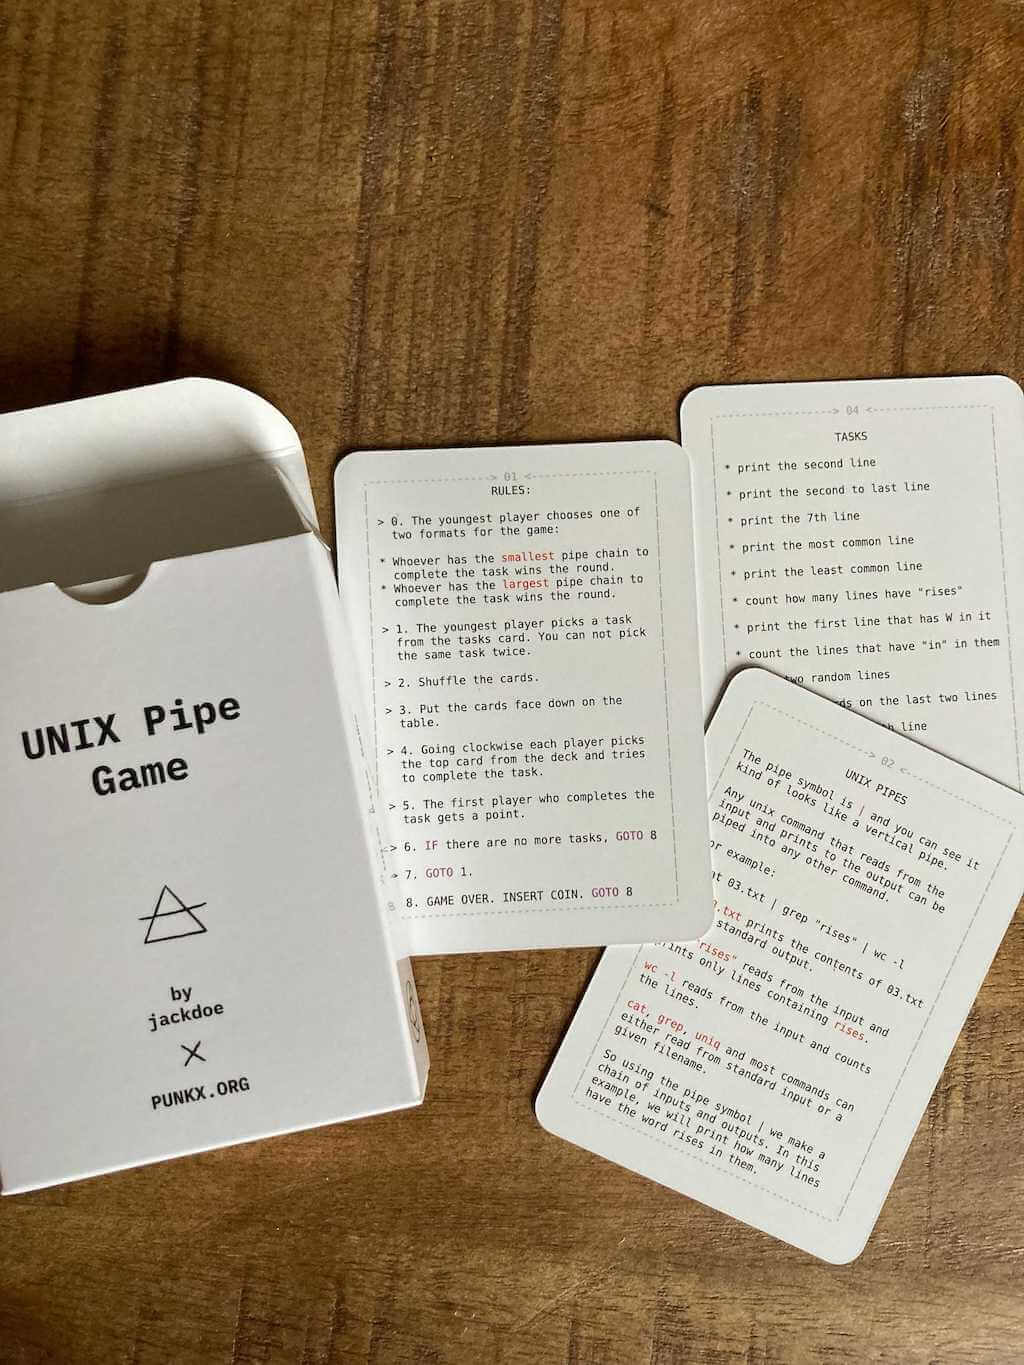 UNIX Pipe
Game
by
jackdoe
X
PUNKX.ORG
> 01 <
RULES:
> 0. The youngest player chooses one of
two formats for the game:
* Whoever has the smallest pipe chain to
complete the task wins the round.
* Whoever has the largest pipe chain to
complete the task wins the round.
> 1. The youngest player picks a task
from the tasks card. You can not pick
the same task twice.
> 2. Shuffle the cards.
> 3. Put the cards face down on the
table.
> 4. Going clockwise each player picks
the top card from the deck and tries
to complete the task.
> 5. The first player who completes the
task gets a point.
> 6. IF there are no more tasks, GOTO 8
> 7. GOTO 1.
8. GAME OVER. INSERT COIN. GOTO 8
> 04 <
TASKS
* print the second line
* print the second to last line
* print the 7th line
* print the most common line
* print the least common line
* count how many lines have "rises"
* print the first line that has W in it
* count the lines that have "in" in them
two random lines
on the last two lines
line
> 02 <
UNIX PIPES
The pipe symbol is | and you can see it
kind of looks like a vertical pipe.
Any unix command that reads from the
input and prints to the output can be
piped into any other command.
example:
03.txt | grep "rises" | wc -l
prints the contents of 03.txt
standard output.
"rises" reads from the input and
prints only lines containing rises.
wc -l reads from the input and counts
the lines.
cat, grep, uniq and most commands can
either read from standard input or a
given filename.
So using the pipe symbol | we make a
chain of inputs and outputs. In this
example, we will print how many lines
have the word rises in them.